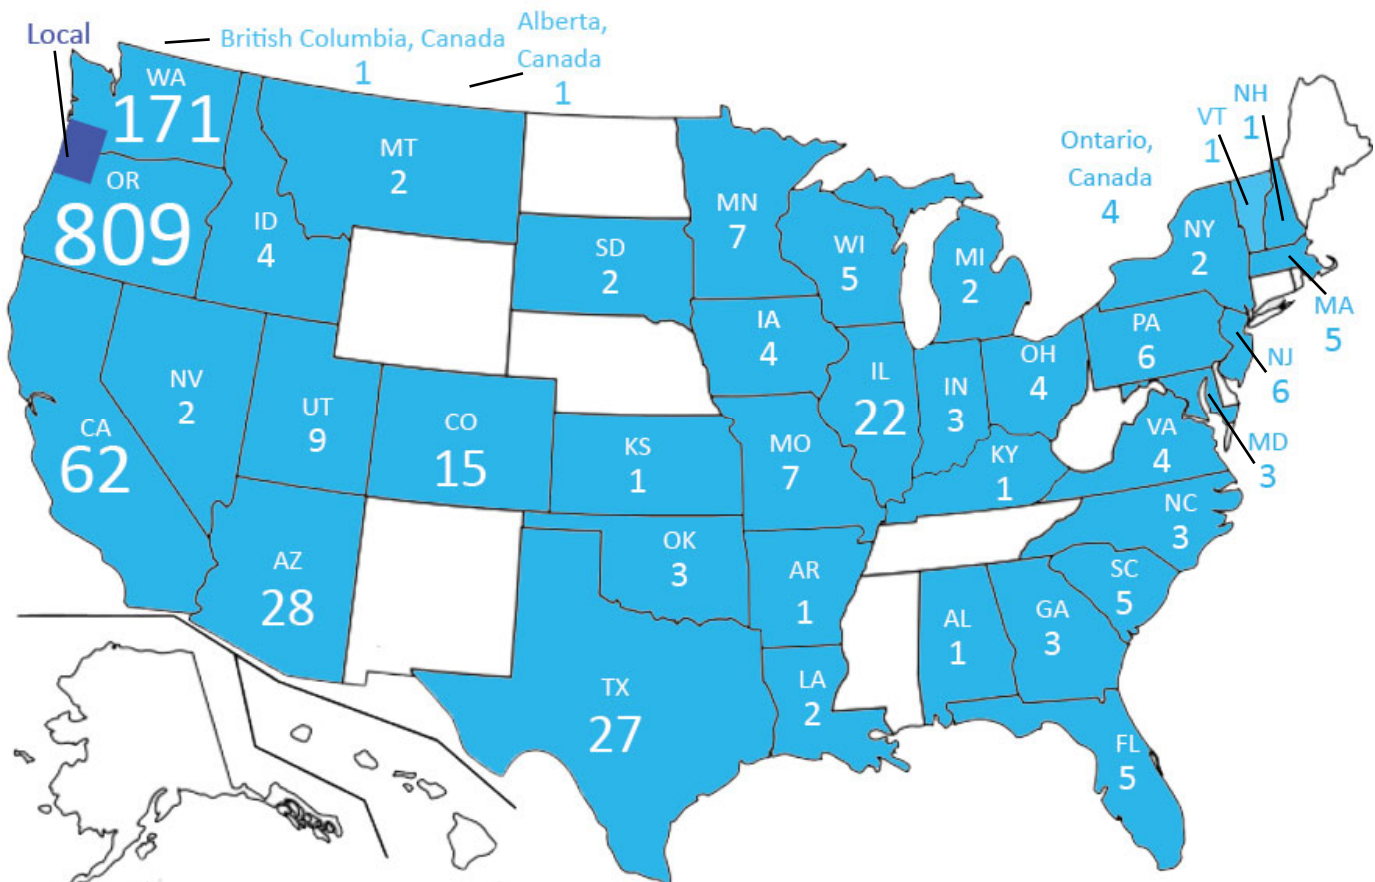 Local
British Columbia, Canada
1
Alberta,
Canada
1
WA
171
OR
809
ID
4
MT
2
SD
2
MN
7
WI
5
MI
2
Ontario,
Canada
4
VT
1
NH
1
NY
2
MA
5
PA
6
NJ
6
MD
3
OH
4
IN
3
IL
22
IA
4
CA
62
NV
2
UT
9
CO
15
KS
1
MO
7
KY
1
VA
4
NC
3
SC
5
GA
3
AL
1
AR
1
OK
3
AZ
28
TX
27
LA
2
FL
5